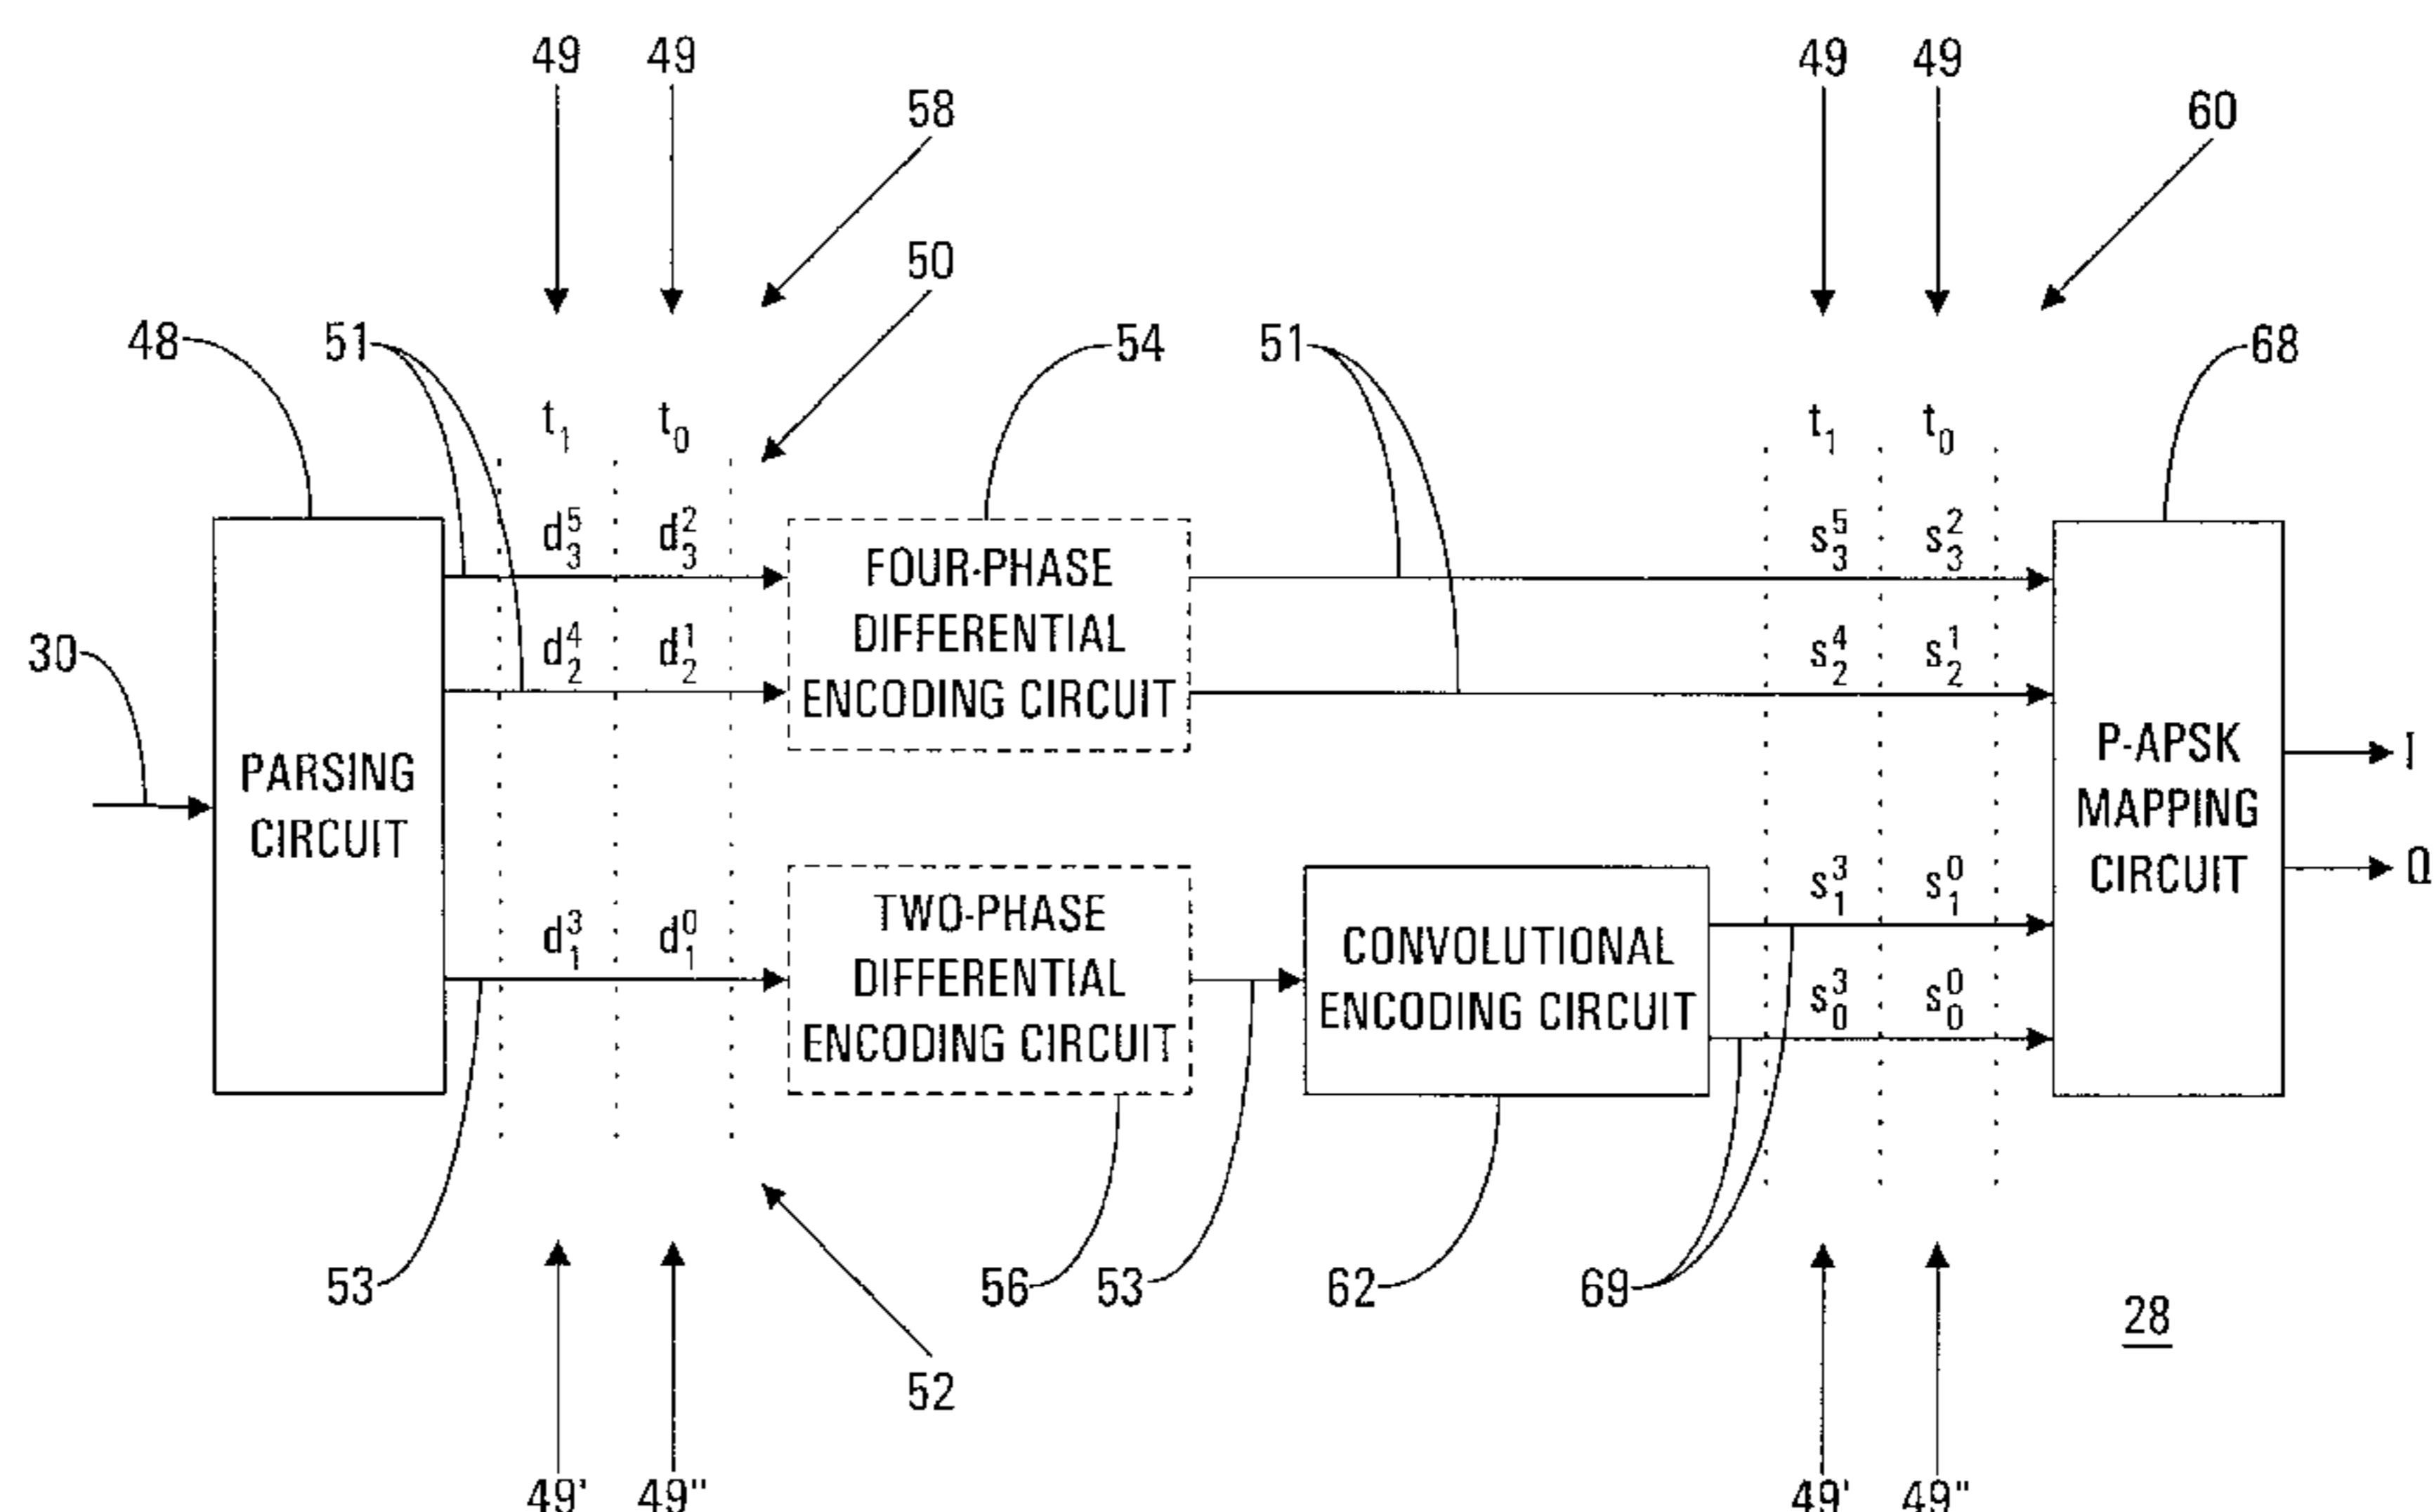 49 49 49 49
58 60
50
48 51 54 51 68
t₁ t₀ t₁ t₀
d₃⁵ d₃² s₃⁵ s₃²
FOUR-PHASE
DIFFERENTIAL
ENCODING CIRCUIT
30 d₂⁴ d₂¹ s₂⁴ s₂¹
PARSING
CIRCUIT
P-APSK
MAPPING
CIRCUIT
I
Q
d₁³ d₁⁰
TWO-PHASE
DIFFERENTIAL
ENCODING CIRCUIT
CONVOLUTIONAL
ENCODING CIRCUIT
s₁³ s₁⁰
s₀³ s₀⁰
53 56 53 62 69
28
52
49' 49" 49' 49"